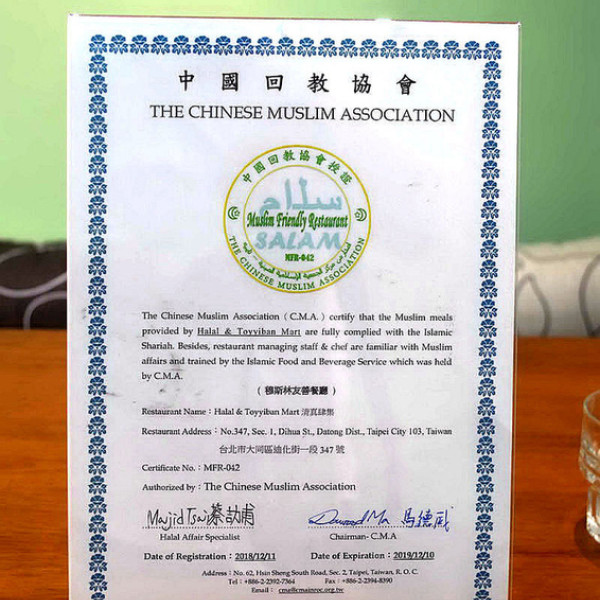 中國回教協會
THE CHINESE MUSLIM ASSOCIATION
中國回教協會授證
سلام
Muslim Friendly Restaurant
SALAM
MFR-042
THE CHINESE MUSLIM ASSOCIATION
The Chinese Muslim Association（C.M.A.）certify that the Muslim meals
provided by Halal & Toyyiban Mart are fully complied with the Islamic
Shariah. Besides, restaurant managing staff & chef are familiar with Muslim
affairs and trained by the Islamic Food and Beverage Service which was held
by C.M.A.
（穆斯林友善餐廳）
Restaurant Name：Halal & Toyyiban Mart 清真肆集
Restaurant Address：No.347, Sec. 1, Dihua St., Datong Dist., Taipei City 103, Taiwan
台北市大同區迪化街一段 347 號
Certificate No.：MFR-042
Authorized by：The Chinese Muslim Association
Majid Tsai
馬德威
Halal Affair Specialist
Chairman- C.M.A
Date of Registration：2018/12/11
Date of Expiration：2019/12/10
Address：No. 62, Hsin Sheng South Road, Sec. 2, Taipei, Taiwan, R. O. C.
Tel：+886-2-2392-7364 Fax：+886-2-2394-8390
Email： cma@cmainroc.org.tw